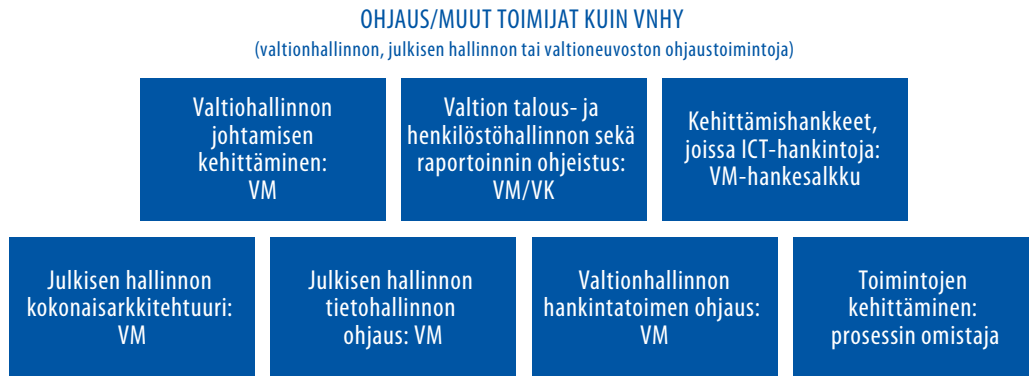 OHJAUS/MUUT TOIMIJAT KUIN VNHY
(valtionhallinnon, julkisen hallinnon tai valtioneuvoston ohjaustoimintoja)
Valtiohallinnon
johtamisen
kehittäminen:
VM
Valtion talous- ja
henkilöstöhallinnon sekä
raportoinnin ohjeistus:
VM/VK
Kehittämishankkeet,
joissa ICT-hankintoja:
VM-hankesalkku
Julkisen hallinnon
kokonaisarkkitehtuuri:
VM
Julkisen hallinnon
tietohallinnon
ohjaus: VM
Valtionhallinnon
hankintatoimen ohjaus:
VM
Toimintojen
kehittäminen:
prosessin omistaja